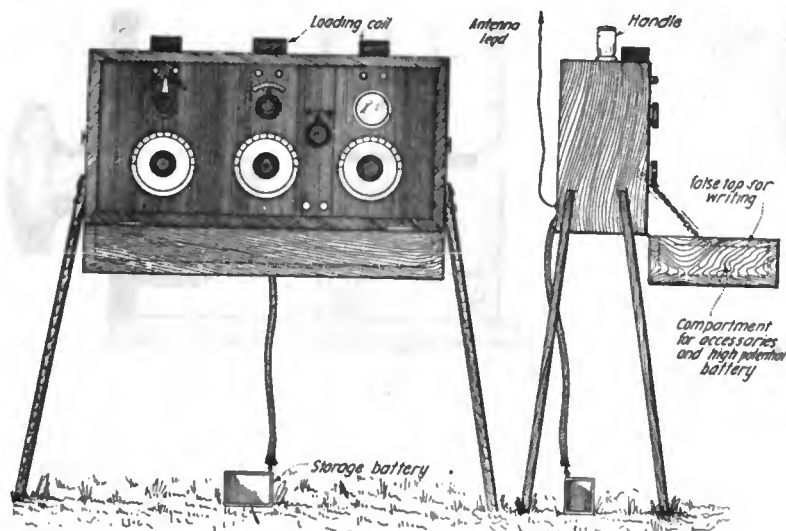 Loading coil
Antenna
lead
Handle
false top for
writing
Compartment
for accessories
and high potential
battery
Storage battery